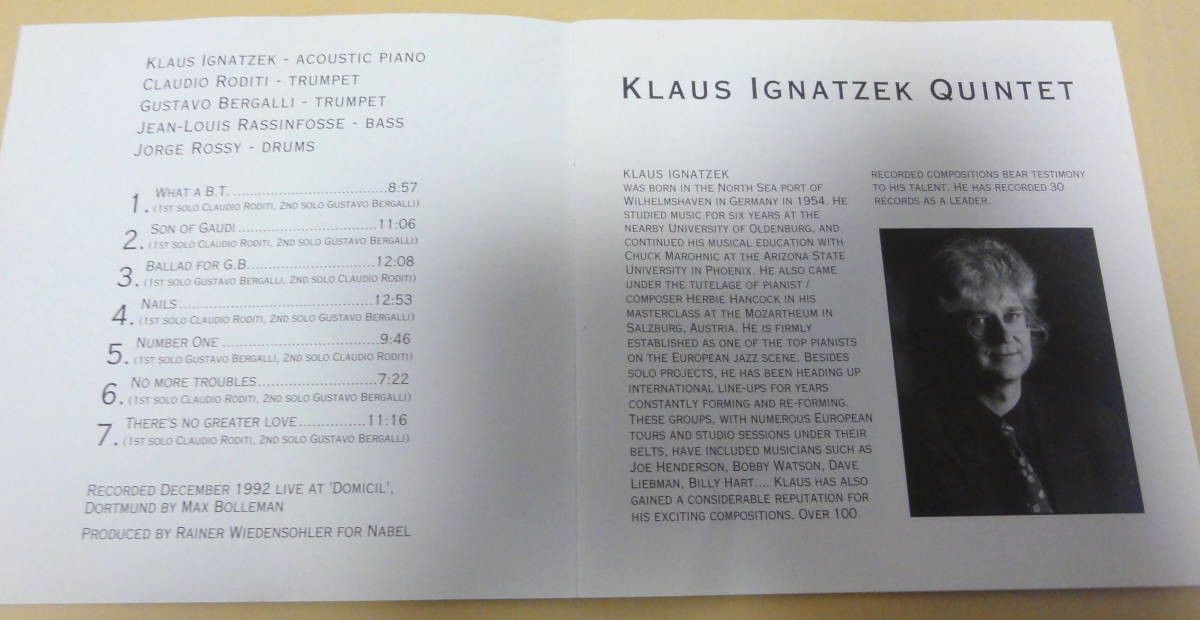 KLAUS IGNATZEK - ACOUSTIC PIANO
CLAUDIO RODITI - TRUMPET
GUSTAVO BERGALLI - TRUMPET
JEAN-LOUIS RASSINFOSSE - BASS
JORGE ROSSY - DRUMS
1. WHAT A B.T. ........................................8:57
(1ST SOLO CLAUDIO RODITI, 2ND SOLO GUSTAVO BERGALLI)
2. SON OF GAUDI ....................................11:06
(1ST SOLO CLAUDIO RODITI, 2ND SOLO GUSTAVO BERGALLI)
3. BALLAD FOR G.B. ................................12:08
(1ST SOLO GUSTAVO BERGALLI, 2ND SOLO CLAUDIO RODITI)
4. NAILS ..................................................12:53
(1ST SOLO CLAUDIO RODITI, 2ND SOLO GUSTAVO BERGALLI)
5. NUMBER ONE ........................................9:46
(1ST SOLO GUSTAVO BERGALLI, 2ND SOLO CLAUDIO RODITI)
6. NO MORE TROUBLES...............................7:22
(1ST SOLO CLAUDIO RODITI, 2ND SOLO GUSTAVO BERGALLI)
7. THERE'S NO GREATER LOVE ................11:16
(1ST SOLO CLAUDIO RODITI, 2ND SOLO GUSTAVO BERGALLI)
RECORDED DECEMBER 1992 LIVE AT 'DOMICIL',
DORTMUND BY MAX BOLLEMAN
PRODUCED BY RAINER WIEDENSOHLER FOR NABEL
KLAUS IGNATZEK QUINTET
KLAUS IGNATZEK
WAS BORN IN THE NORTH SEA PORT OF
WILHELMSHAVEN IN GERMANY IN 1954. HE
STUDIED MUSIC FOR SIX YEARS AT THE
NEARBY UNIVERSITY OF OLDENBURG, AND
CONTINUED HIS MUSICAL EDUCATION WITH
CHUCK MAROHNIC AT THE ARIZONA STATE
UNIVERSITY IN PHOENIX. HE ALSO CAME
UNDER THE TUTELAGE OF PIANIST /
COMPOSER HERBIE HANCOCK IN HIS
MASTERCLASS AT THE MOZARTHEUM IN
SALZBURG, AUSTRIA. HE IS FIRMLY
ESTABLISHED AS ONE OF THE TOP PIANISTS
ON THE EUROPEAN JAZZ SCENE. BESIDES
SOLO PROJECTS, HE HAS BEEN HEADING UP
INTERNATIONAL LINE-UPS FOR YEARS
CONSTANTLY FORMING AND RE-FORMING.
THESE GROUPS, WITH NUMEROUS EUROPEAN
TOURS AND STUDIO SESSIONS UNDER THEIR
BELTS, HAVE INCLUDED MUSICIANS SUCH AS
JOE HENDERSON, BOBBY WATSON, DAVE
LIEBMAN, BILLY HART.... KLAUS HAS ALSO
GAINED A CONSIDERABLE REPUTATION FOR
HIS EXCITING COMPOSITIONS. OVER 100
RECORDED COMPOSITIONS BEAR TESTIMONY
TO HIS TALENT. HE HAS RECORDED 30
RECORDS AS A LEADER.